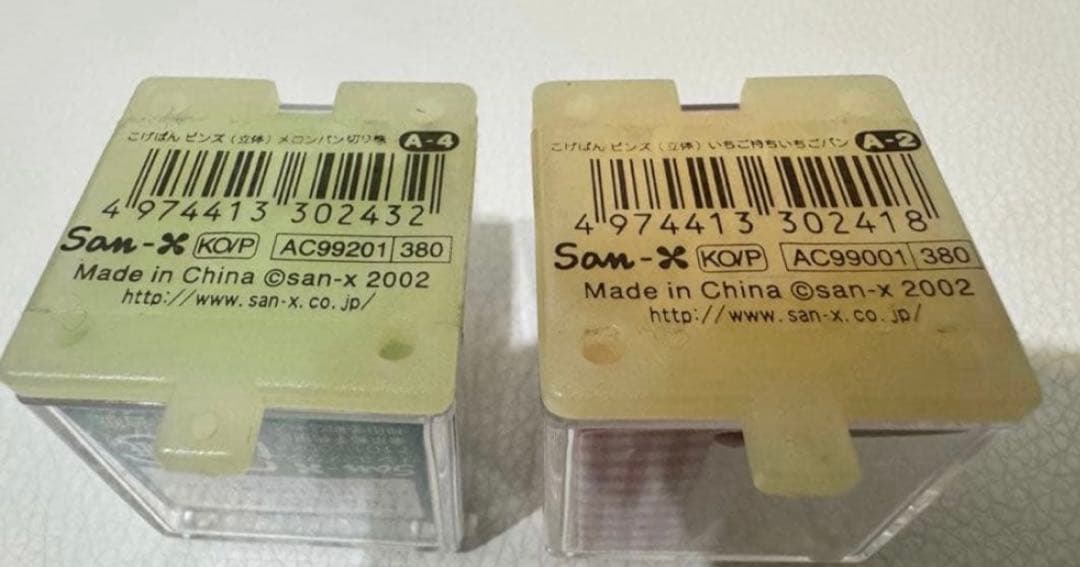 こげぱん ピンズ（立体）メロンパン切り株 A-4
4 974413 302432
San-X KO/P AC99201 380
Made in China ©san-x 2002
http://www.san-x.co.jp/
こげぱん ピンズ（立体）いちご持ちいちごパン A-2
4 974413 302418
San-X KO/P AC99001 380
Made in China ©san-x 2002
http://www.san-x.co.jp/